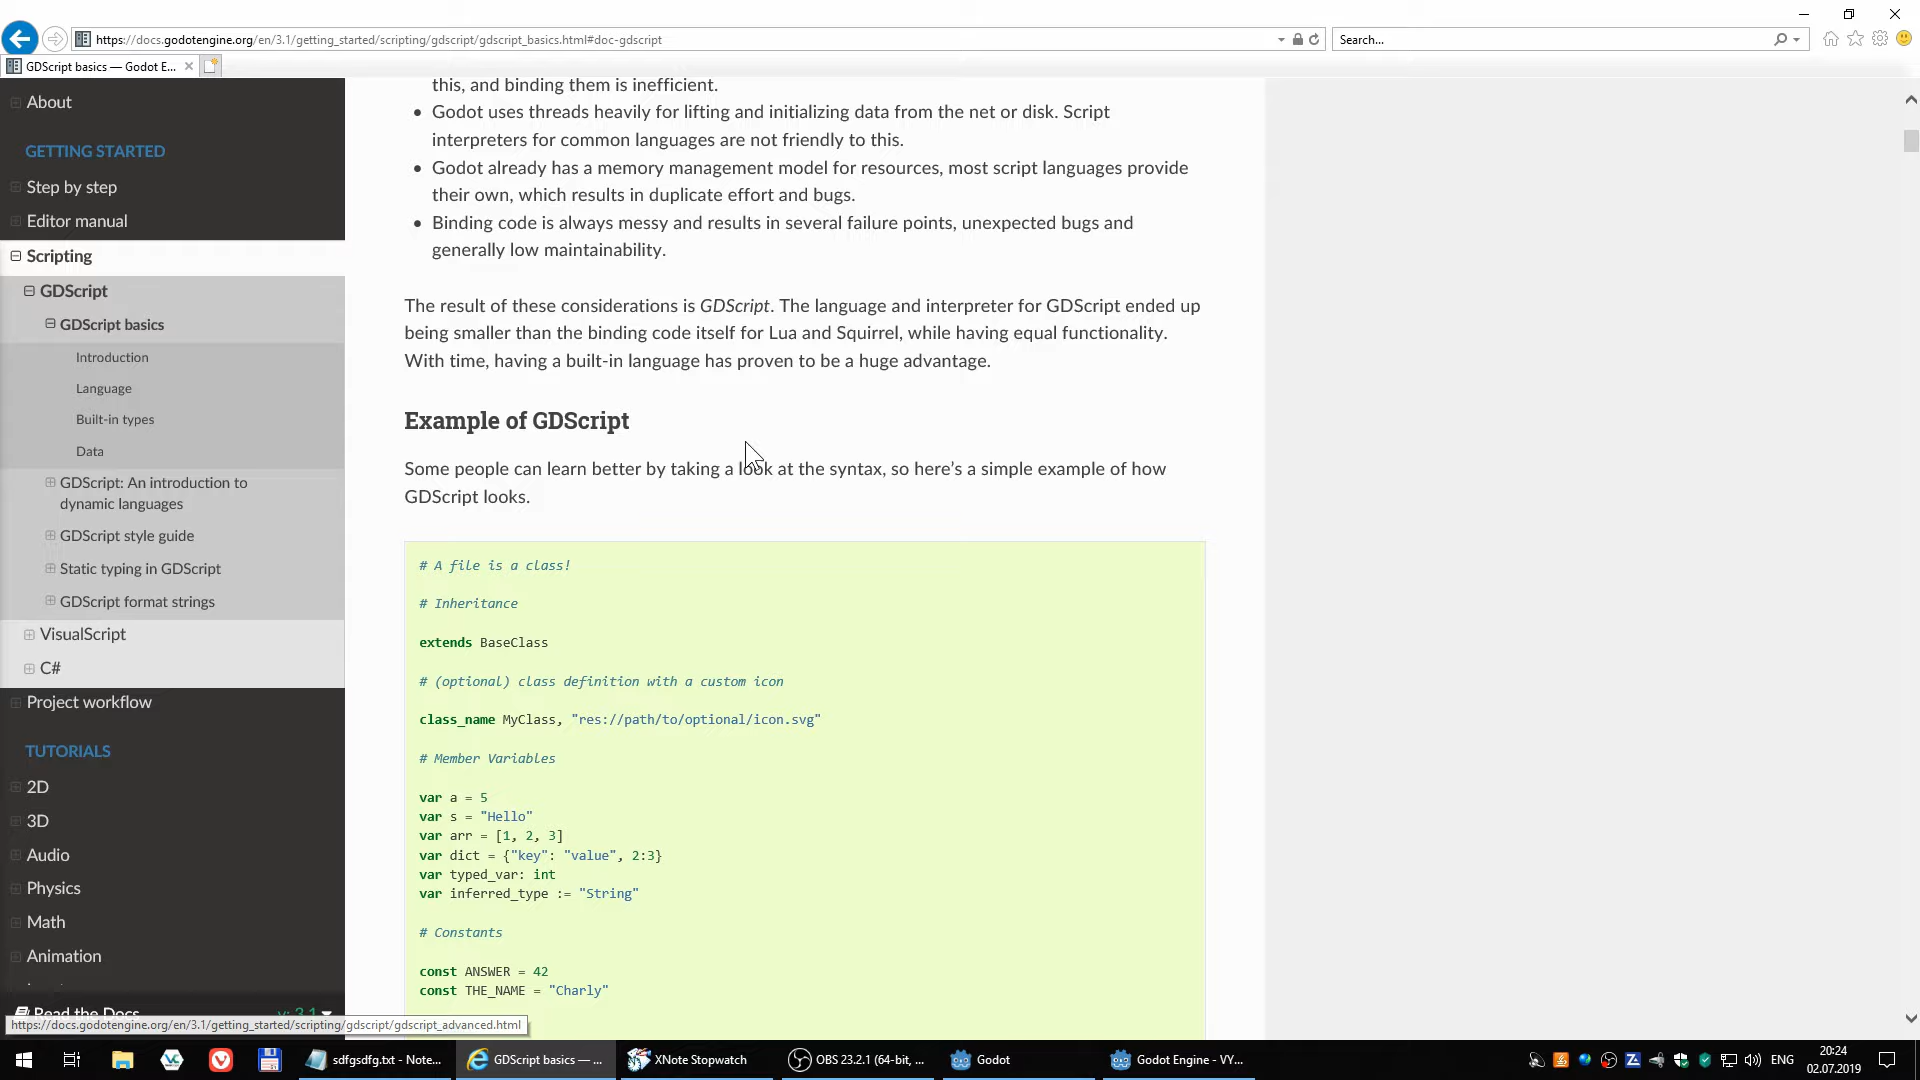 https://docs.godotengine.org/en/3.1/getting_started/scripting/gdscript/gdscript_basics.html#doc-gdscript
Search...
GDScript basics — Godot E...
About
GETTING STARTED
Step by step
Editor manual
Scripting
GDScript
GDScript basics
Introduction
Language
Built-in types
Data
GDScript: An introduction to
dynamic languages
GDScript style guide
Static typing in GDScript
GDScript format strings
VisualScript
C#
Project workflow
TUTORIALS
2D
3D
Audio
Physics
Math
Animation
Read the Docs
v: 3.1
https://docs.godotengine.org/en/3.1/getting_started/scripting/gdscript/gdscript_advanced.html
this, and binding them is inefficient.
Godot uses threads heavily for lifting and initializing data from the net or disk. Script
interpreters for common languages are not friendly to this.
Godot already has a memory management model for resources, most script languages provide
their own, which results in duplicate effort and bugs.
Binding code is always messy and results in several failure points, unexpected bugs and
generally low maintainability.
The result of these considerations is GDScript. The language and interpreter for GDScript ended up
being smaller than the binding code itself for Lua and Squirrel, while having equal functionality.
With time, having a built-in language has proven to be a huge advantage.
Example of GDScript
Some people can learn better by taking a look at the syntax, so here’s a simple example of how
GDScript looks.
# A file is a class!
# Inheritance
extends BaseClass
# (optional) class definition with a custom icon
class_name MyClass, "res://path/to/optional/icon.svg"
# Member Variables
var a = 5
var s = "Hello"
var arr = [1, 2, 3]
var dict = {"key": "value", 2:3}
var typed_var: int
var inferred_type := "String"
# Constants
const ANSWER = 42
const THE_NAME = "Charly"
sdfgsdfg.txt - Note...
GDScript basics — ...
XNote Stopwatch
OBS 23.2.1 (64-bit, ...
Godot
Godot Engine - VY...
ENG
20:24
02.07.2019